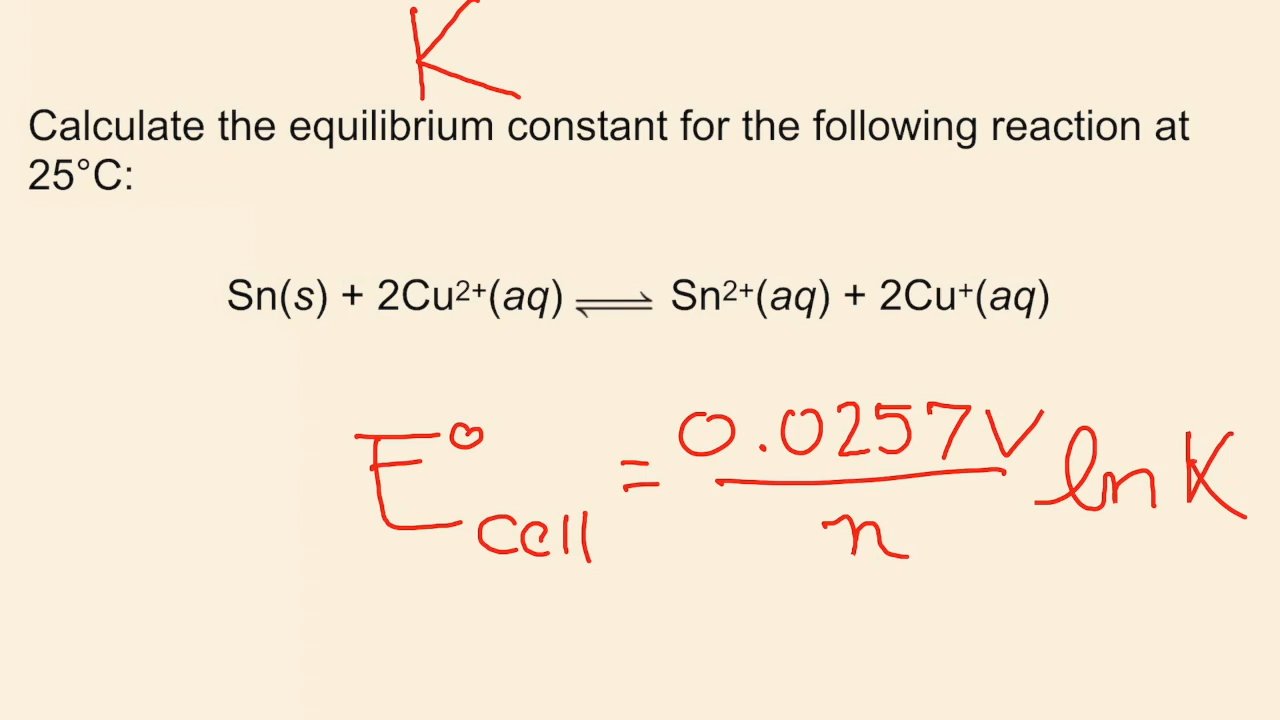 K
Calculate the equilibrium constant for the following reaction at
25°C:
Sn(s) + 2Cu²⁺(aq) ⇌ Sn²⁺(aq) + 2Cu⁺(aq)
E°cell = 0.0257V/n ln K